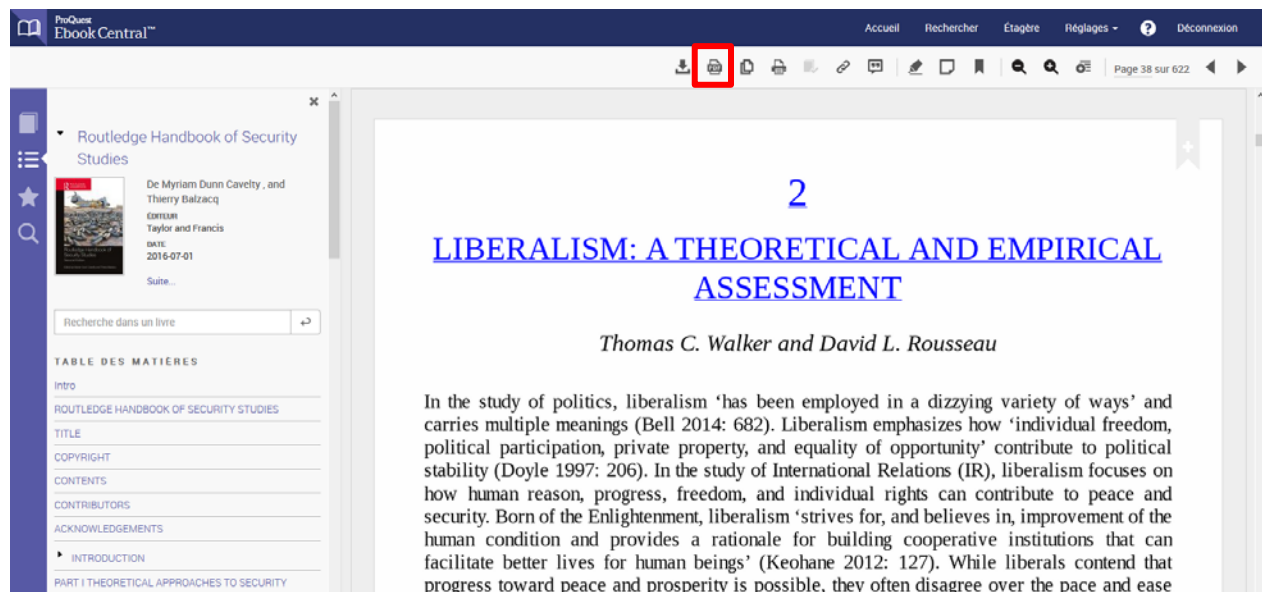 ProQuest
Ebook Central™
Accueil Rechercher Étagère Réglages ? Déconnexion
PDF
Page 38 sur 622
Routledge Handbook of Security
Studies
De Myriam Dunn Cavelty , and
Thierry Balzacq
ÉDITEUR
Taylor and Francis
DATE
2016-07-01
Suite...
Recherche dans un livre
TABLE DES MATIÈRES
Intro
ROUTLEDGE HANDBOOK OF SECURITY STUDIES
TITLE
COPYRIGHT
CONTENTS
CONTRIBUTORS
ACKNOWLEDGEMENTS
INTRODUCTION
PART I THEORETICAL APPROACHES TO SECURITY
2
LIBERALISM: A THEORETICAL AND EMPIRICAL
ASSESSMENT
Thomas C. Walker and David L. Rousseau
In the study of politics, liberalism ‘has been employed in a dizzying variety of ways’ and
carries multiple meanings (Bell 2014: 682). Liberalism emphasizes how ‘individual freedom,
political participation, private property, and equality of opportunity’ contribute to political
stability (Doyle 1997: 206). In the study of International Relations (IR), liberalism focuses on
how human reason, progress, freedom, and individual rights can contribute to peace and
security. Born of the Enlightenment, liberalism ‘strives for, and believes in, improvement of the
human condition and provides a rationale for building cooperative institutions that can
facilitate better lives for human beings’ (Keohane 2012: 127). While liberals contend that
progress toward peace and prosperity is possible, they often disagree over the pace and ease